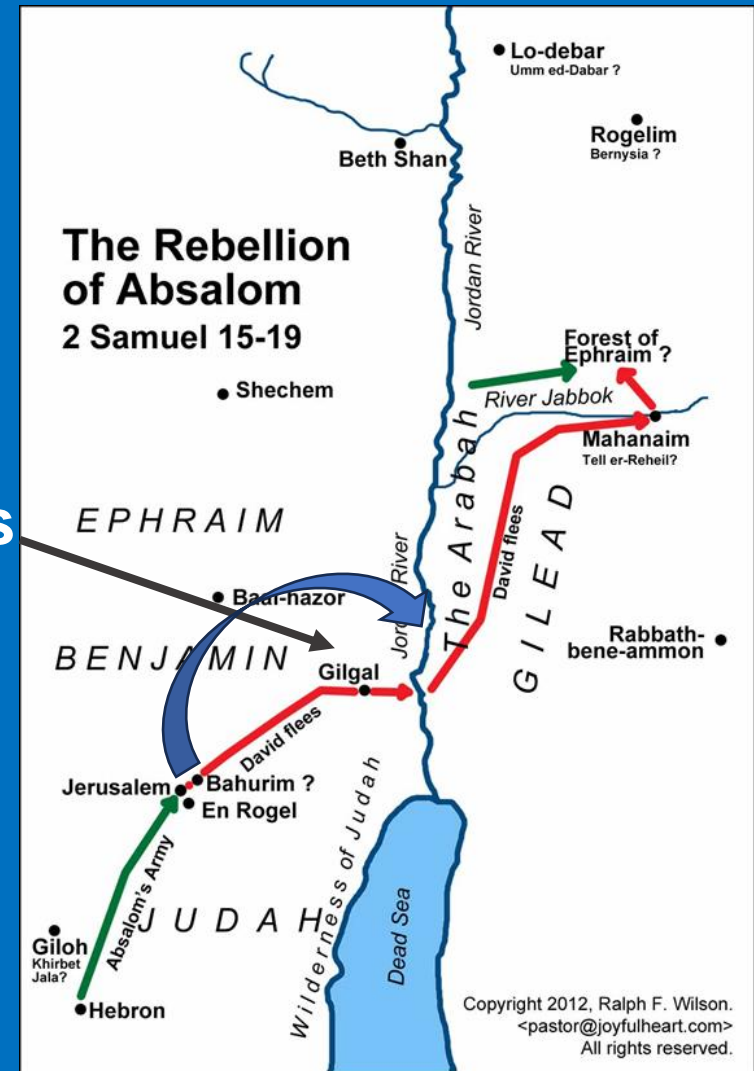 Lo-debar
Umm ed-Dabar ?
Rogelim
Bernysia ?
Beth Shan
The Rebellion
of Absalom
2 Samuel 15-19
Jordan River
Forest of
Ephraim ?
Shechem
River Jabbok
Mahanaim
Tell er-Reheil?
The Arabah
GILEAD
David flees
S
EPHRAIM
Jordan River
Baal-hazor
Rabbath-
bene-ammon
BENJAMIN
Gilgal
David flees
Jerusalem
Bahurim ?
En Rogel
Wilderness of Judah
Absalom's Army
JUDAH
Dead Sea
Giloh
Khirbet
Jala?
Hebron
Copyright 2012, Ralph F. Wilson.
<pastor@joyfulheart.com>
All rights reserved.